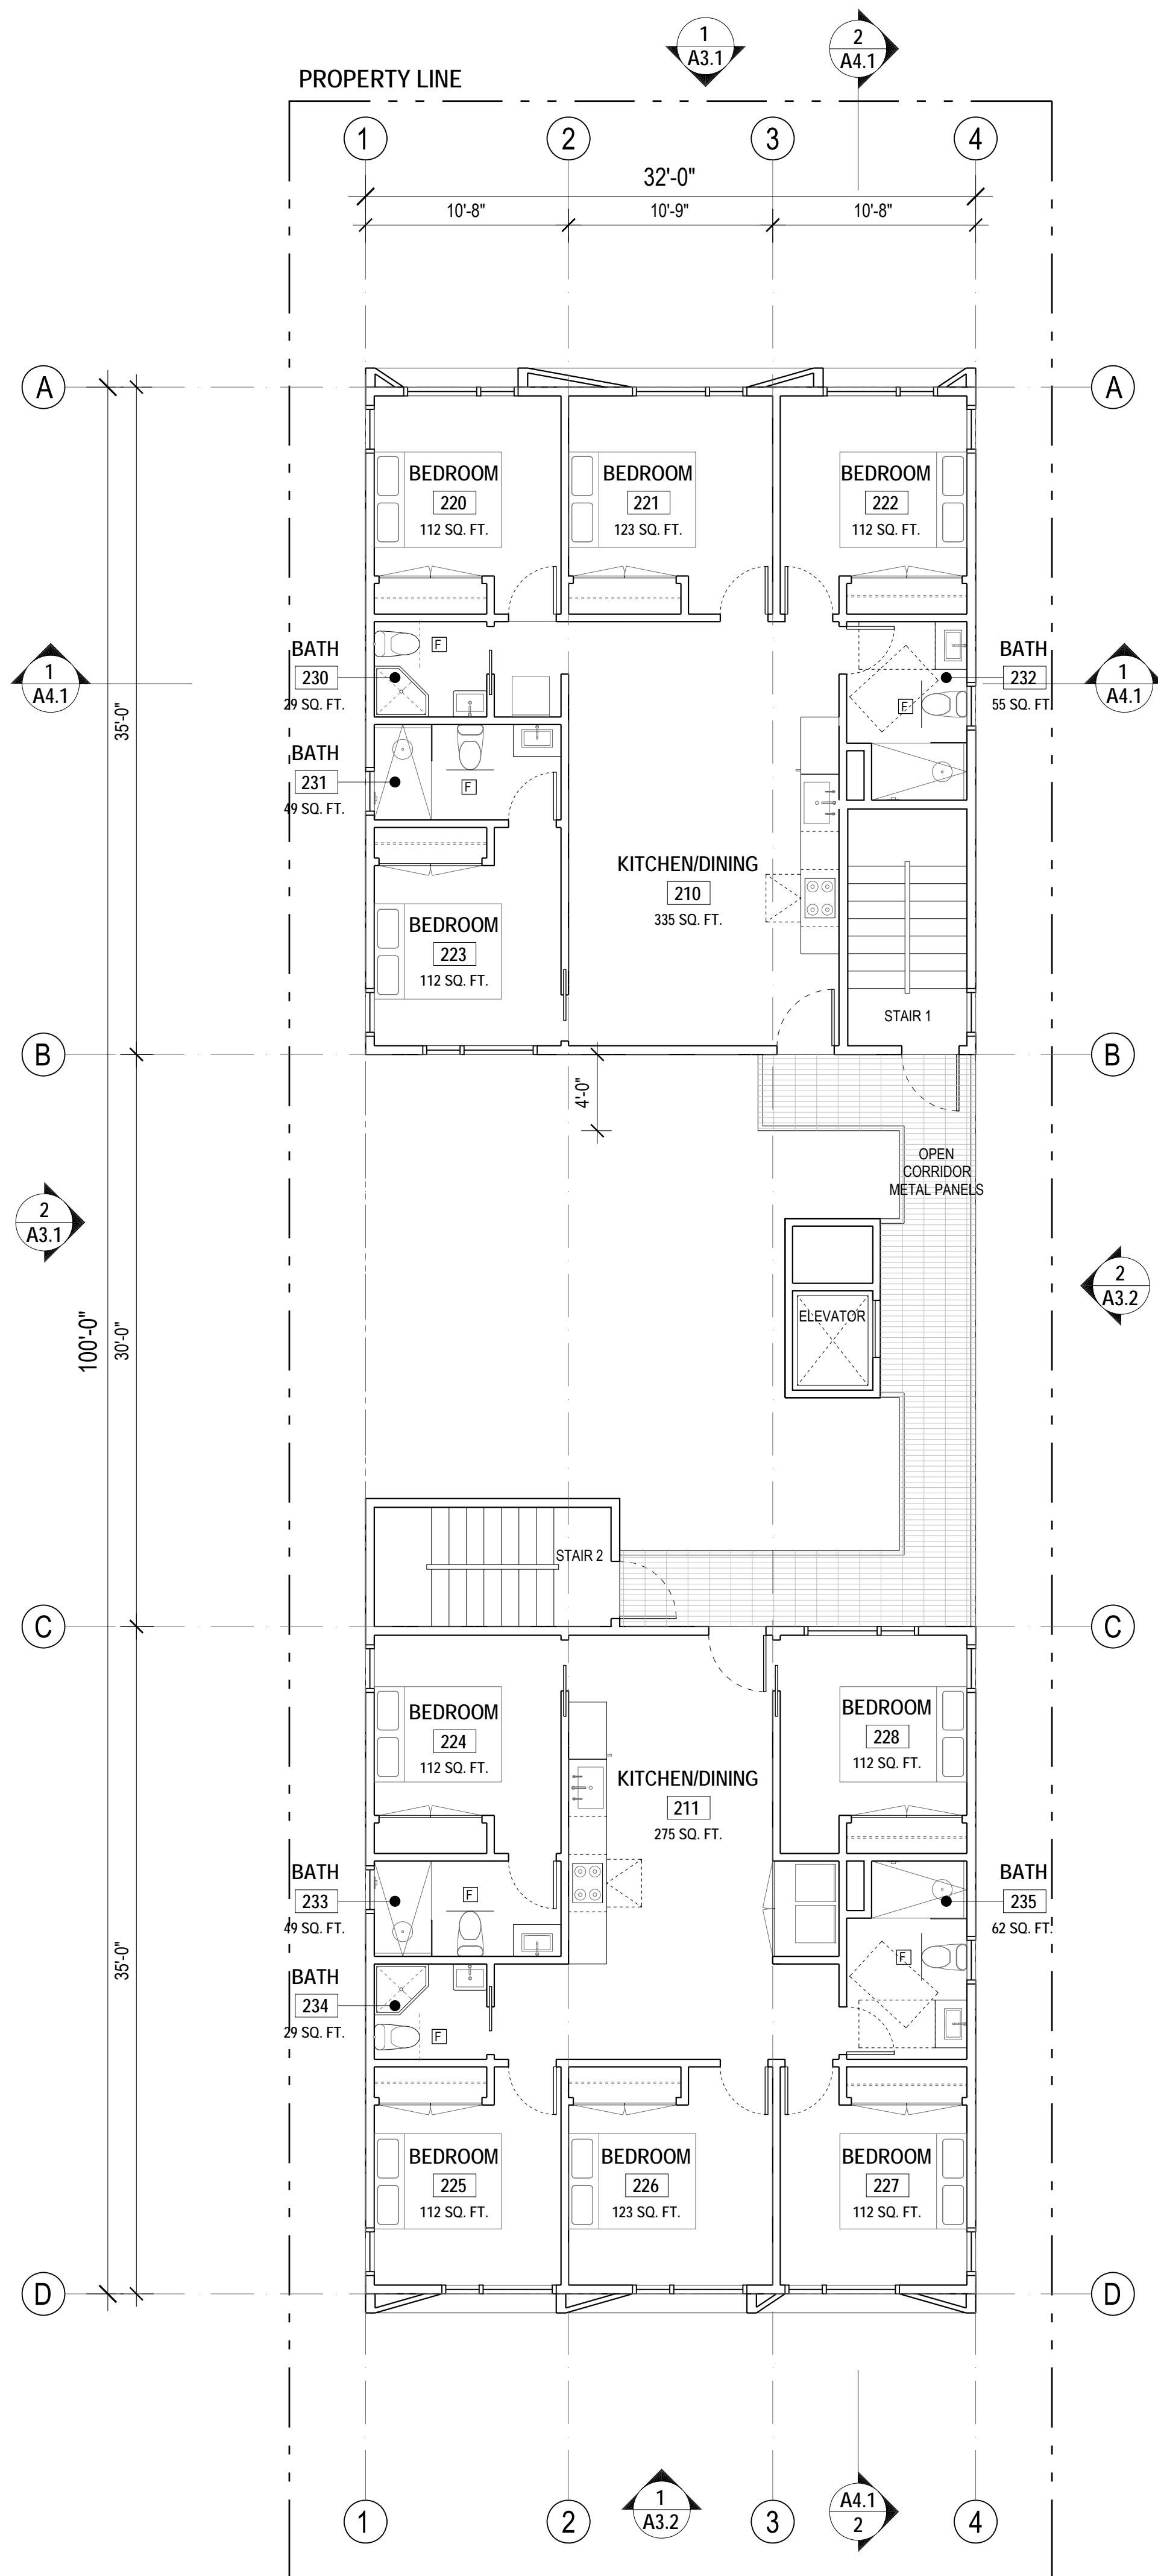 1
A3.1
2
A4.1
PROPERTY LINE
1
2
3
4
32'-0"
10'-8"
10'-9"
10'-8"
A
A
BEDROOM
220
112 SQ. FT.
BEDROOM
221
123 SQ. FT.
BEDROOM
222
112 SQ. FT.
1
A4.1
35'-0"
BATH
230
29 SQ. FT.
F
BATH
232
55 SQ. FT.
F
1
A4.1
BATH
231
49 SQ. FT.
F
KITCHEN/DINING
210
335 SQ. FT.
BEDROOM
223
112 SQ. FT.
STAIR 1
B
B
4'-0"
OPEN
CORRIDOR
METAL PANELS
2
A3.1
2
A3.2
100'-0"
30'-0"
ELEVATOR
STAIR 2
C
C
BEDROOM
224
112 SQ. FT.
BEDROOM
228
112 SQ. FT.
KITCHEN/DINING
211
275 SQ. FT.
BATH
233
49 SQ. FT.
F
BATH
235
62 SQ. FT.
F
35'-0"
BATH
234
29 SQ. FT.
F
BEDROOM
225
112 SQ. FT.
BEDROOM
226
123 SQ. FT.
BEDROOM
227
112 SQ. FT.
D
D
1
2
3
4
1
A3.2
A4.1
2